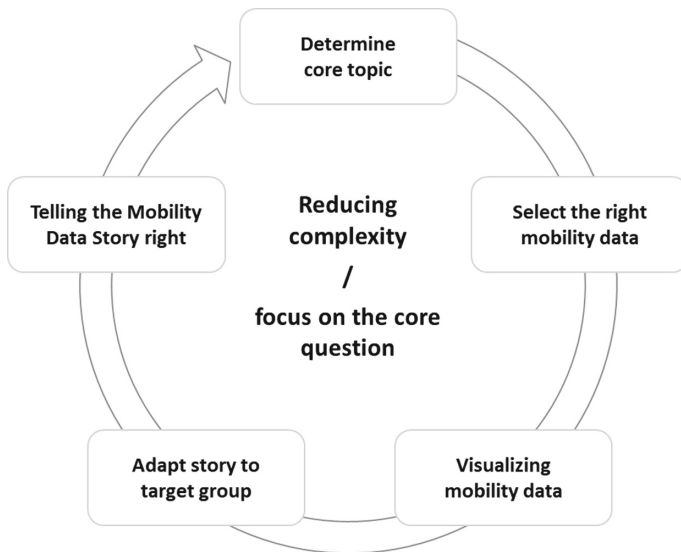 Determine
core topic
Select the right
mobility data
Visualizing
mobility data
Adapt story to
target group
Telling the Mobility
Data Story right
Reducing
complexity
/
focus on the core
question